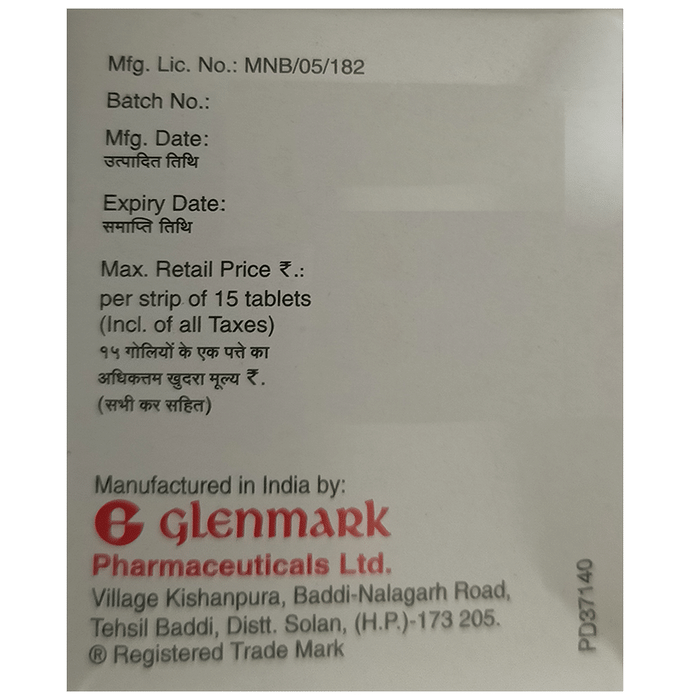 Mfg. Lic. No.: MNB/05/182
Batch No.:
Mfg. Date:
उत्पादित तिथि
Expiry Date:
समाप्ति तिथि
Max. Retail Price ₹.:
per strip of 15 tablets
(Incl. of all Taxes)
१५ गोलियों के एक पत्ते का
अधिकत्तम खुदरा मूल्य ₹.
(सभी कर सहित)
Manufactured in India by:
GLENMARK
Pharmaceuticals Ltd.
Village Kishanpura, Baddi-Nalagarh Road,
Tehsil Baddi, Distt. Solan, (H.P.)-173 205.
® Registered Trade Mark
PD37140